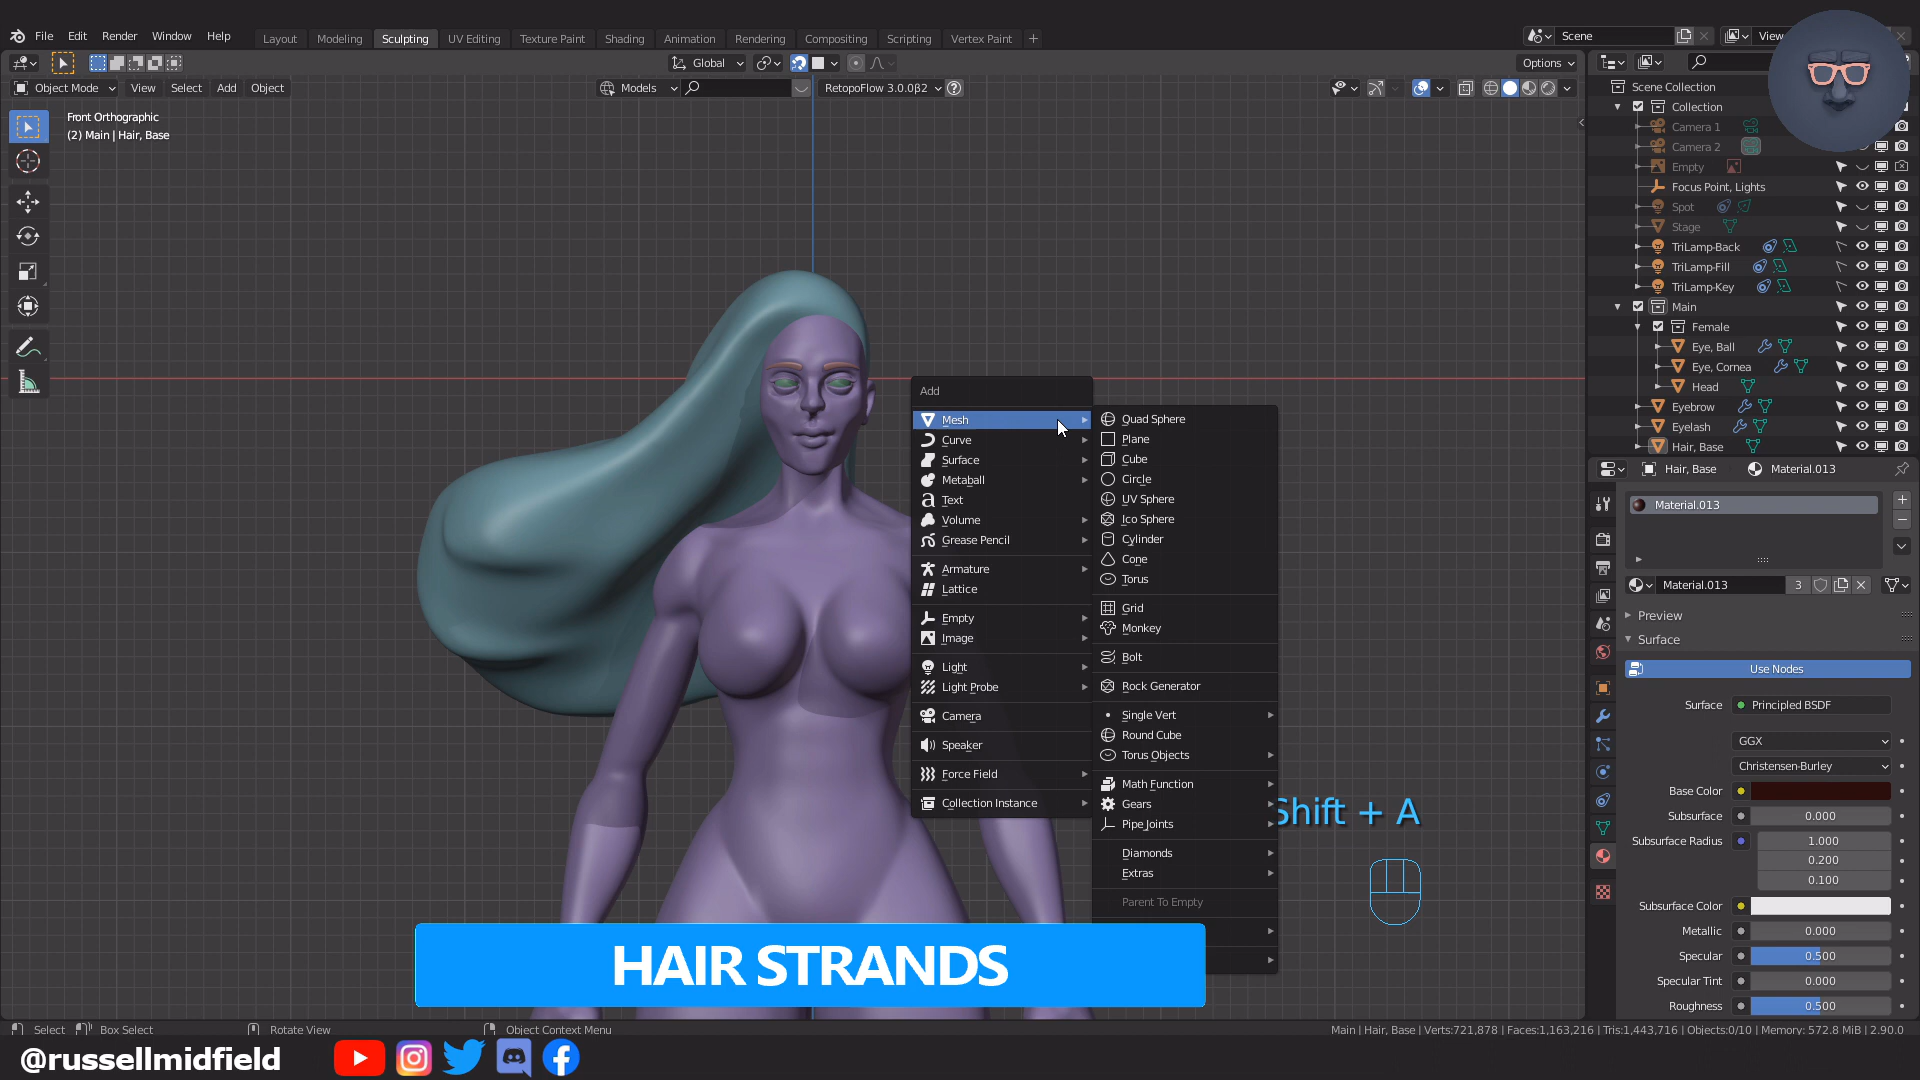 File Edit Render Window Help Layout Modeling Sculpting UV Editing Texture Paint Shading Animation Rendering Compositing Scripting Vertex Paint + Scene View
Global Options
Object Mode View Select Add Object Models RetopoFlow 3.0.0β2
Front Orthographic
(2) Main | Hair, Base
Add
Mesh
Curve
Surface
Metaball
Text
Volume
Grease Pencil
Armature
Lattice
Empty
Image
Light
Light Probe
Camera
Speaker
Force Field
Collection Instance
Quad Sphere
Plane
Cube
Circle
UV Sphere
Ico Sphere
Cylinder
Cone
Torus
Grid
Monkey
Bolt
Rock Generator
Single Vert
Round Cube
Torus Objects
Math Function
Gears
Pipe Joints
Diamonds
Extras
Parent To Empty
Shift + A
HAIR STRANDS
Scene Collection
Collection
Camera 1
Camera 2
Empty
Focus Point, Lights
Spot
Stage
TriLamp-Back
TriLamp-Fill
TriLamp-Key
Main
Female
Eye, Ball
Eye, Cornea
Head
Eyebrow
Eyelash
Hair, Base
Hair, Base Material.013
Material.013
Material.013 3
Preview
Surface
Use Nodes
Surface Principled BSDF
GGX
Christensen-Burley
Base Color
Subsurface 0.000
Subsurface Radius 1.000
0.200
0.100
Subsurface Color
Metallic 0.000
Specular 0.500
Specular Tint 0.000
Roughness 0.500
Select Box Select Rotate View Object Context Menu Main | Hair, Base | Verts:721,878 | Faces:1,163,216 | Tris:1,443,716 | Objects:0/10 | Memory: 572.8 MiB | 2.90.0
@russellmidfield